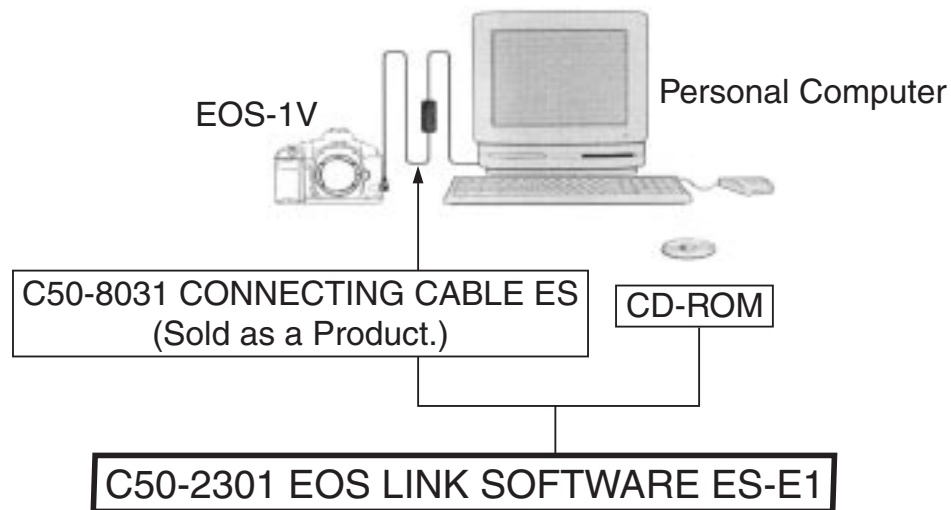 EOS-1V
Personal Computer
C50-8031 CONNECTING CABLE ES
(Sold as a Product.)
CD-ROM
C50-2301 EOS LINK SOFTWARE ES-E1